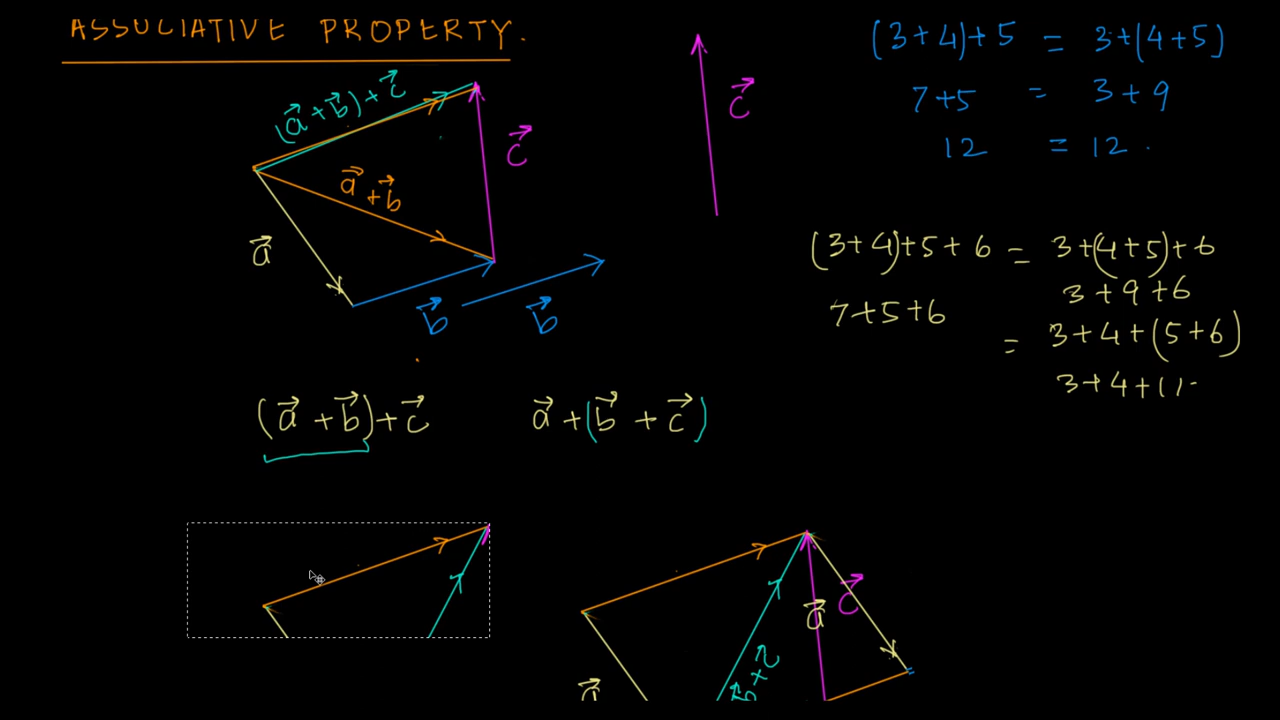 ASSOCIATIVE PROPERTY.
(a⃗ + b⃗) + c⃗
a⃗ + b⃗
a⃗
c⃗
b⃗
b⃗
c⃗
(3+4)+5 = 3+(4+5)
7+5 = 3+9
12 = 12.
(3+4)+5+6 = 3+(4+5)+6
3+9+6
7+5+6
= 3+4+(5+6)
3+4+11
(a⃗ + b⃗) + c⃗
a⃗ + (b⃗ + c⃗)
a⃗
c⃗
b⃗ + c⃗
a⃗